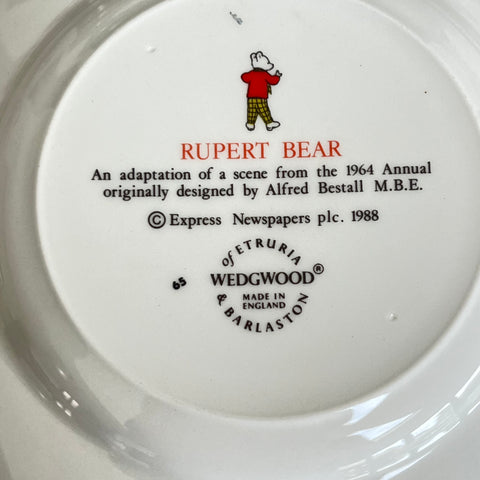 RUPERT BEAR
An adaptation of a scene from the 1964 Annual
originally designed by Alfred Bestall M.B.E.
© Express Newspapers plc. 1988
of ETRURIA
WEDGWOOD®
MADE IN
ENGLAND
& BARLASTON
65